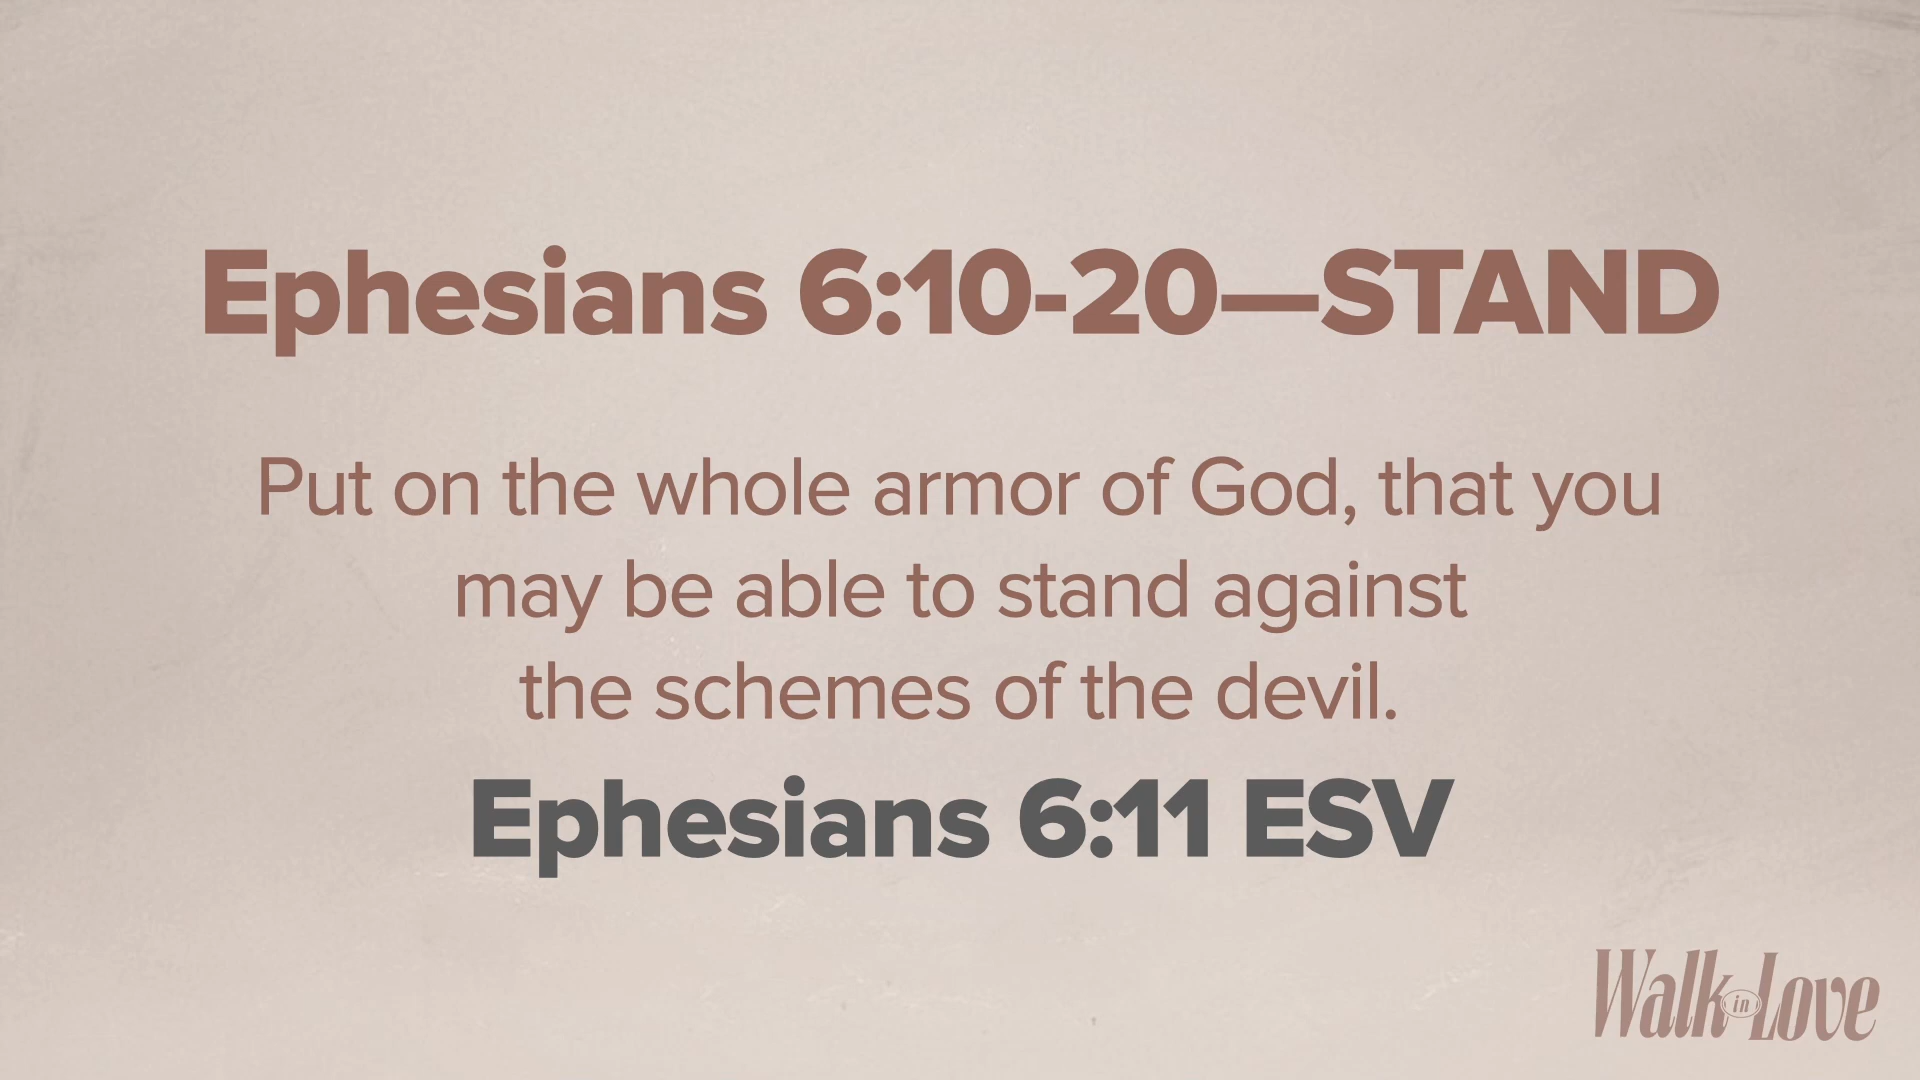 Ephesians 6:10-20—STAND
Put on the whole armor of God, that you
may be able to stand against
the schemes of the devil.
Ephesians 6:11 ESV
Walk in Love